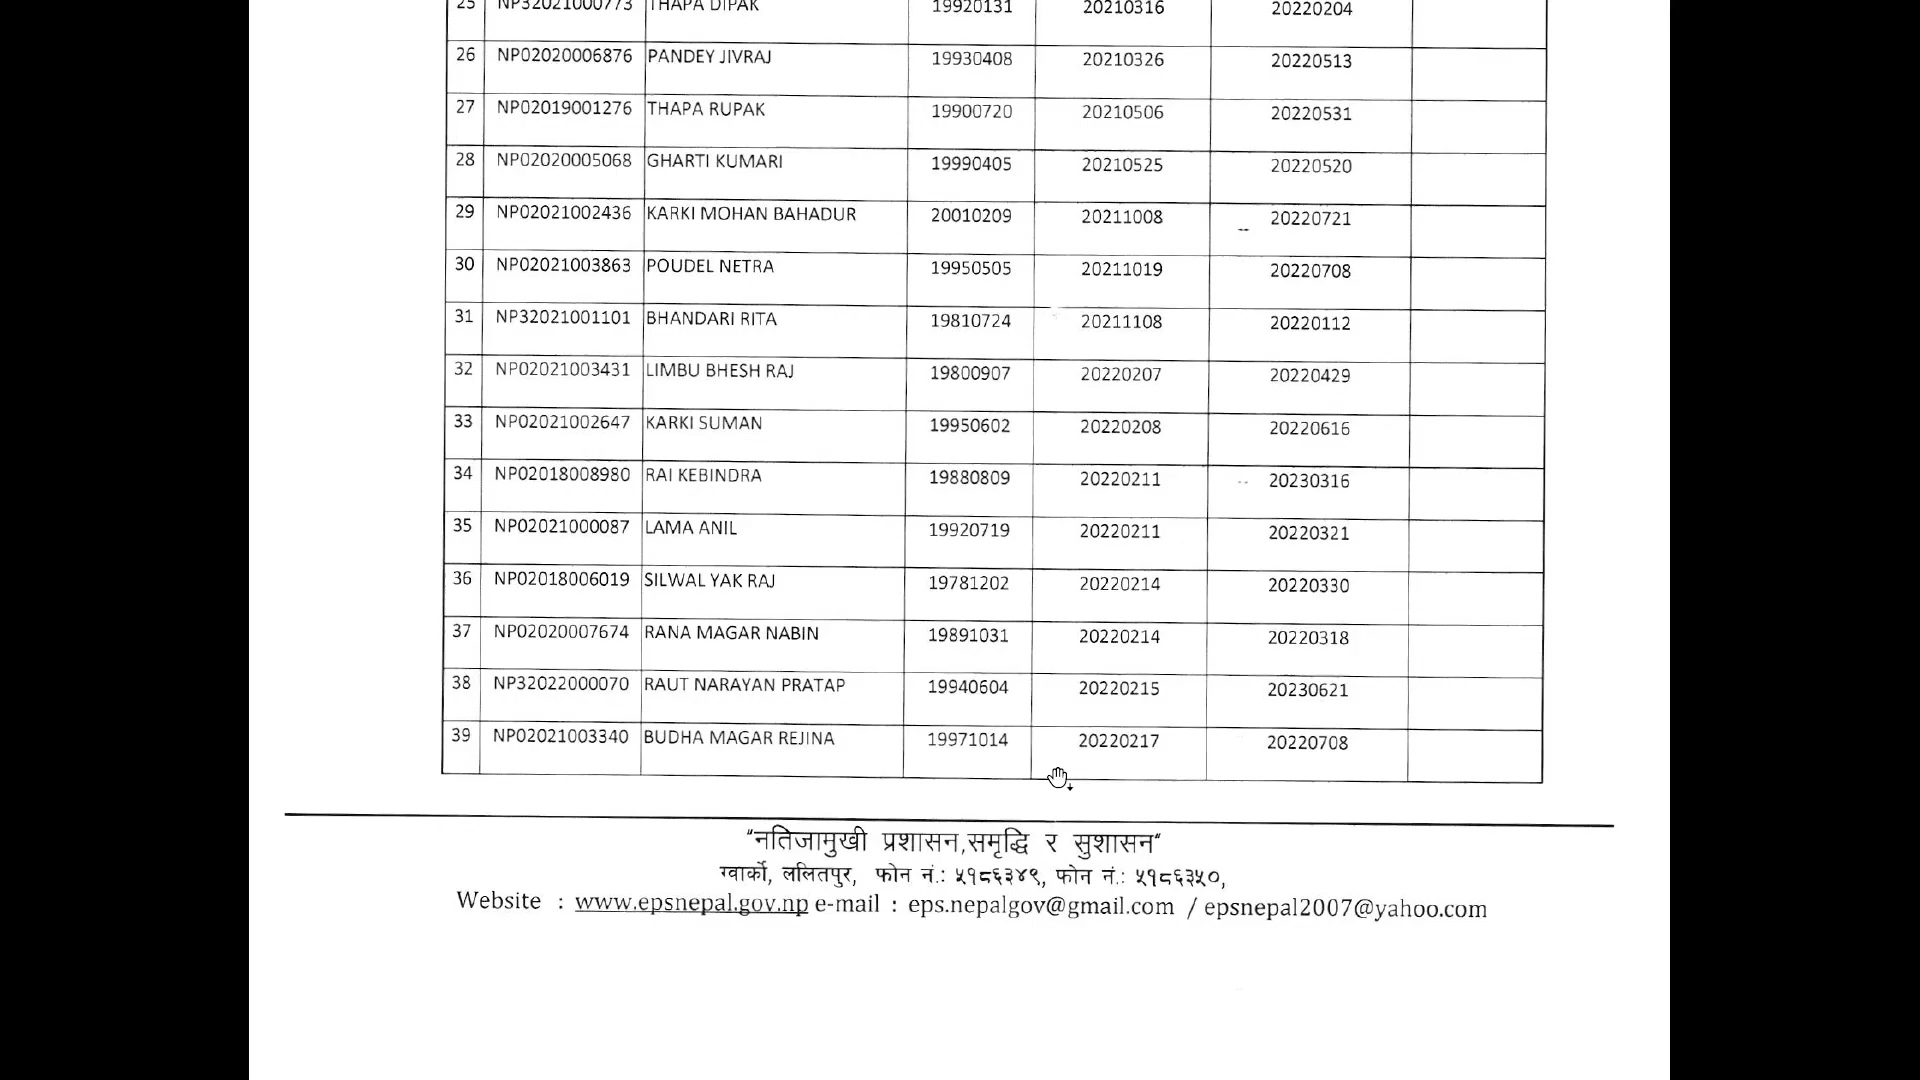 25 NP32021000773 THAPA DIPAK 19920131 20210316 20220204
26 NP02020006876 PANDEY JIVRAJ 19930408 20210326 20220513
27 NP02019001276 THAPA RUPAK 19900720 20210506 20220531
28 NP02020005068 GHARTI KUMARI 19990405 20210525 20220520
29 NP02021002436 KARKI MOHAN BAHADUR 20010209 20211008 20220721
30 NP02021003863 POUDEL NETRA 19950505 20211019 20220708
31 NP32021001101 BHANDARI RITA 19810724 20211108 20220112
32 NP02021003431 LIMBU BHESH RAJ 19800907 20220207 20220429
33 NP02021002647 KARKI SUMAN 19950602 20220208 20220616
34 NP02018008980 RAI KEBINDRA 19880809 20220211 20230316
35 NP02021000087 LAMA ANIL 19920719 20220211 20220321
36 NP02018006019 SILWAL YAK RAJ 19781202 20220214 20220330
37 NP02020007674 RANA MAGAR NABIN 19891031 20220214 20220318
38 NP32022000070 RAUT NARAYAN PRATAP 19940604 20220215 20230621
39 NP02021003340 BUDHA MAGAR REJINA 19971014 20220217 20220708
“नतिजामुखी प्रशासन,समृद्धि र सुशासन“
ग्वार्को, ललितपुर, फोन नं.: ५१८६३४९, फोन नं.: ५१८६३५०,
Website : www.epsnepal.gov.np e-mail : eps.nepalgov@gmail.com / epsnepal2007@yahoo.com